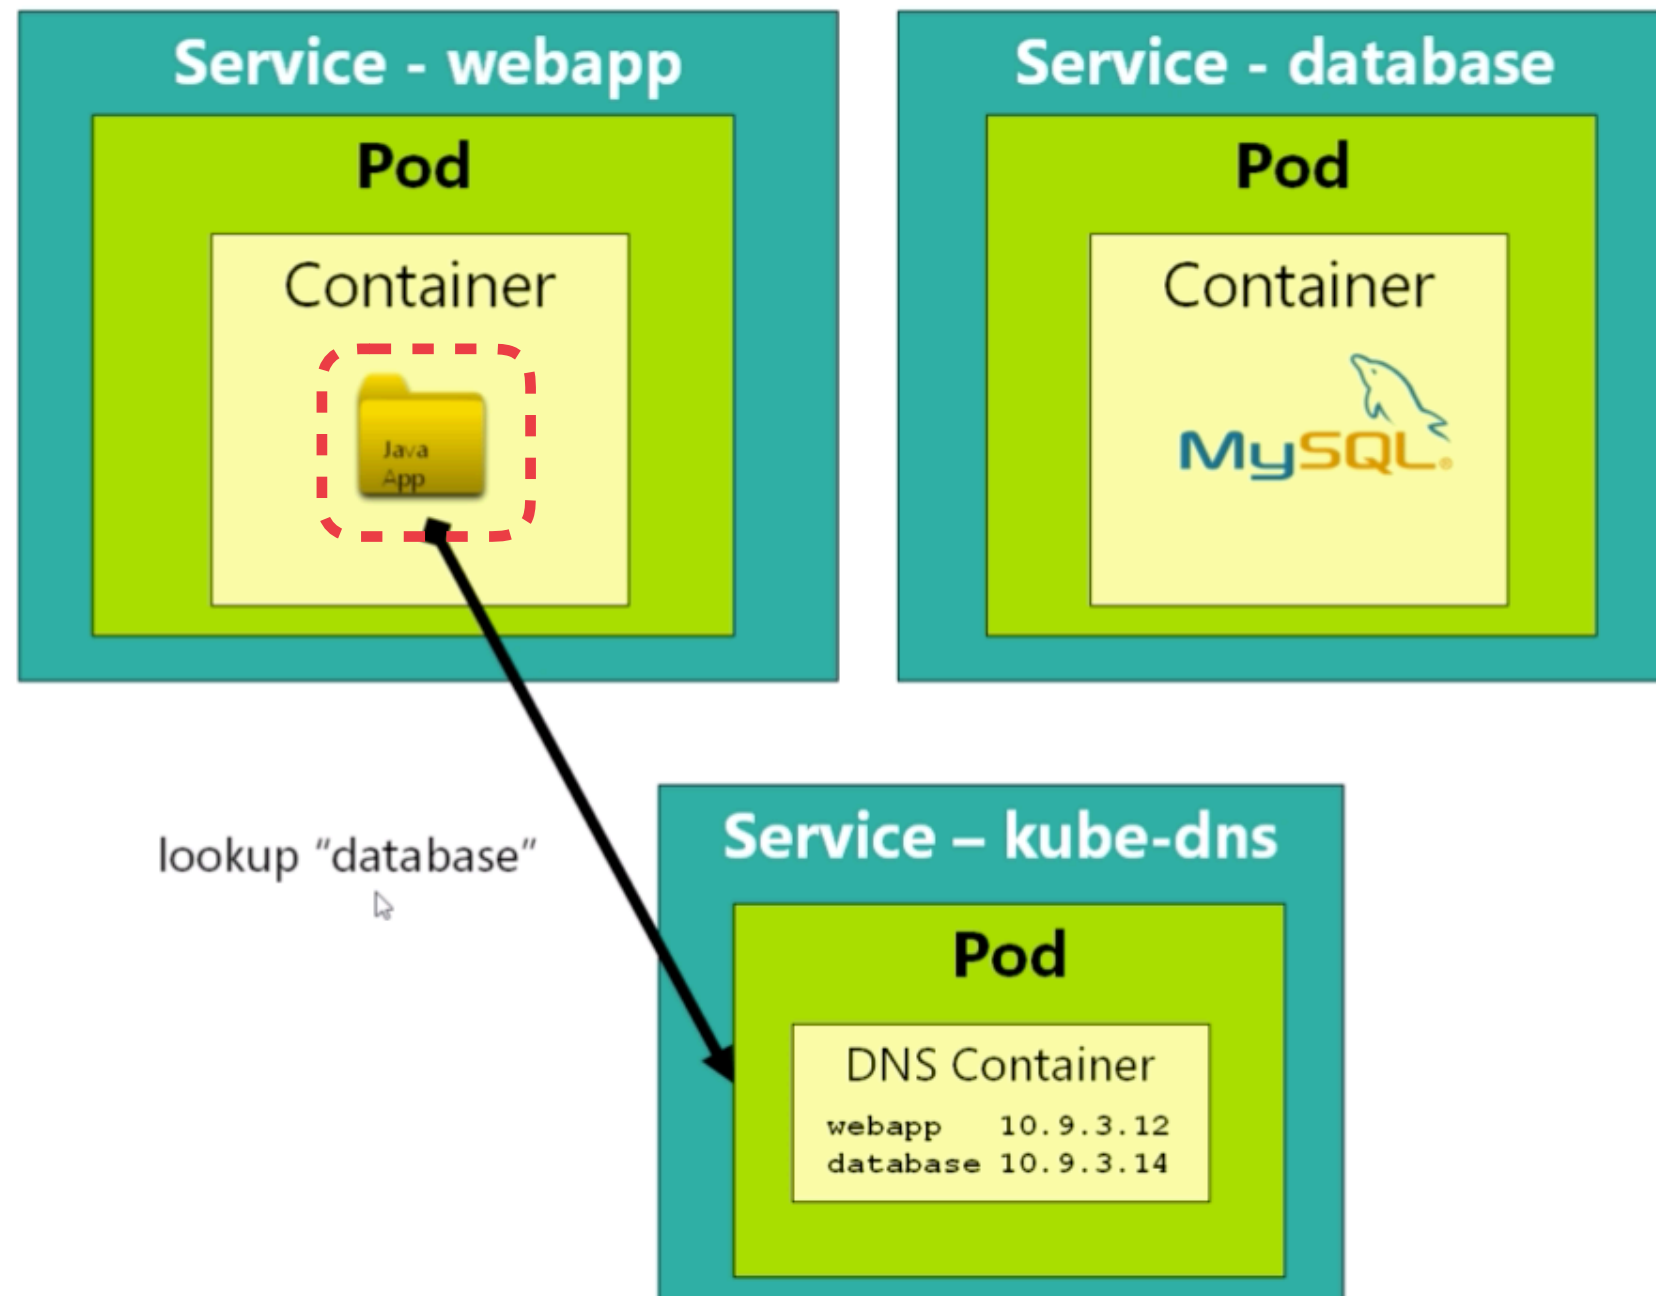 Service - webapp
Pod
Container
Java
App
Service - database
Pod
Container
MySQL®
lookup “database”
Service – kube-dns
Pod
DNS Container
webapp 10.9.3.12
database 10.9.3.14